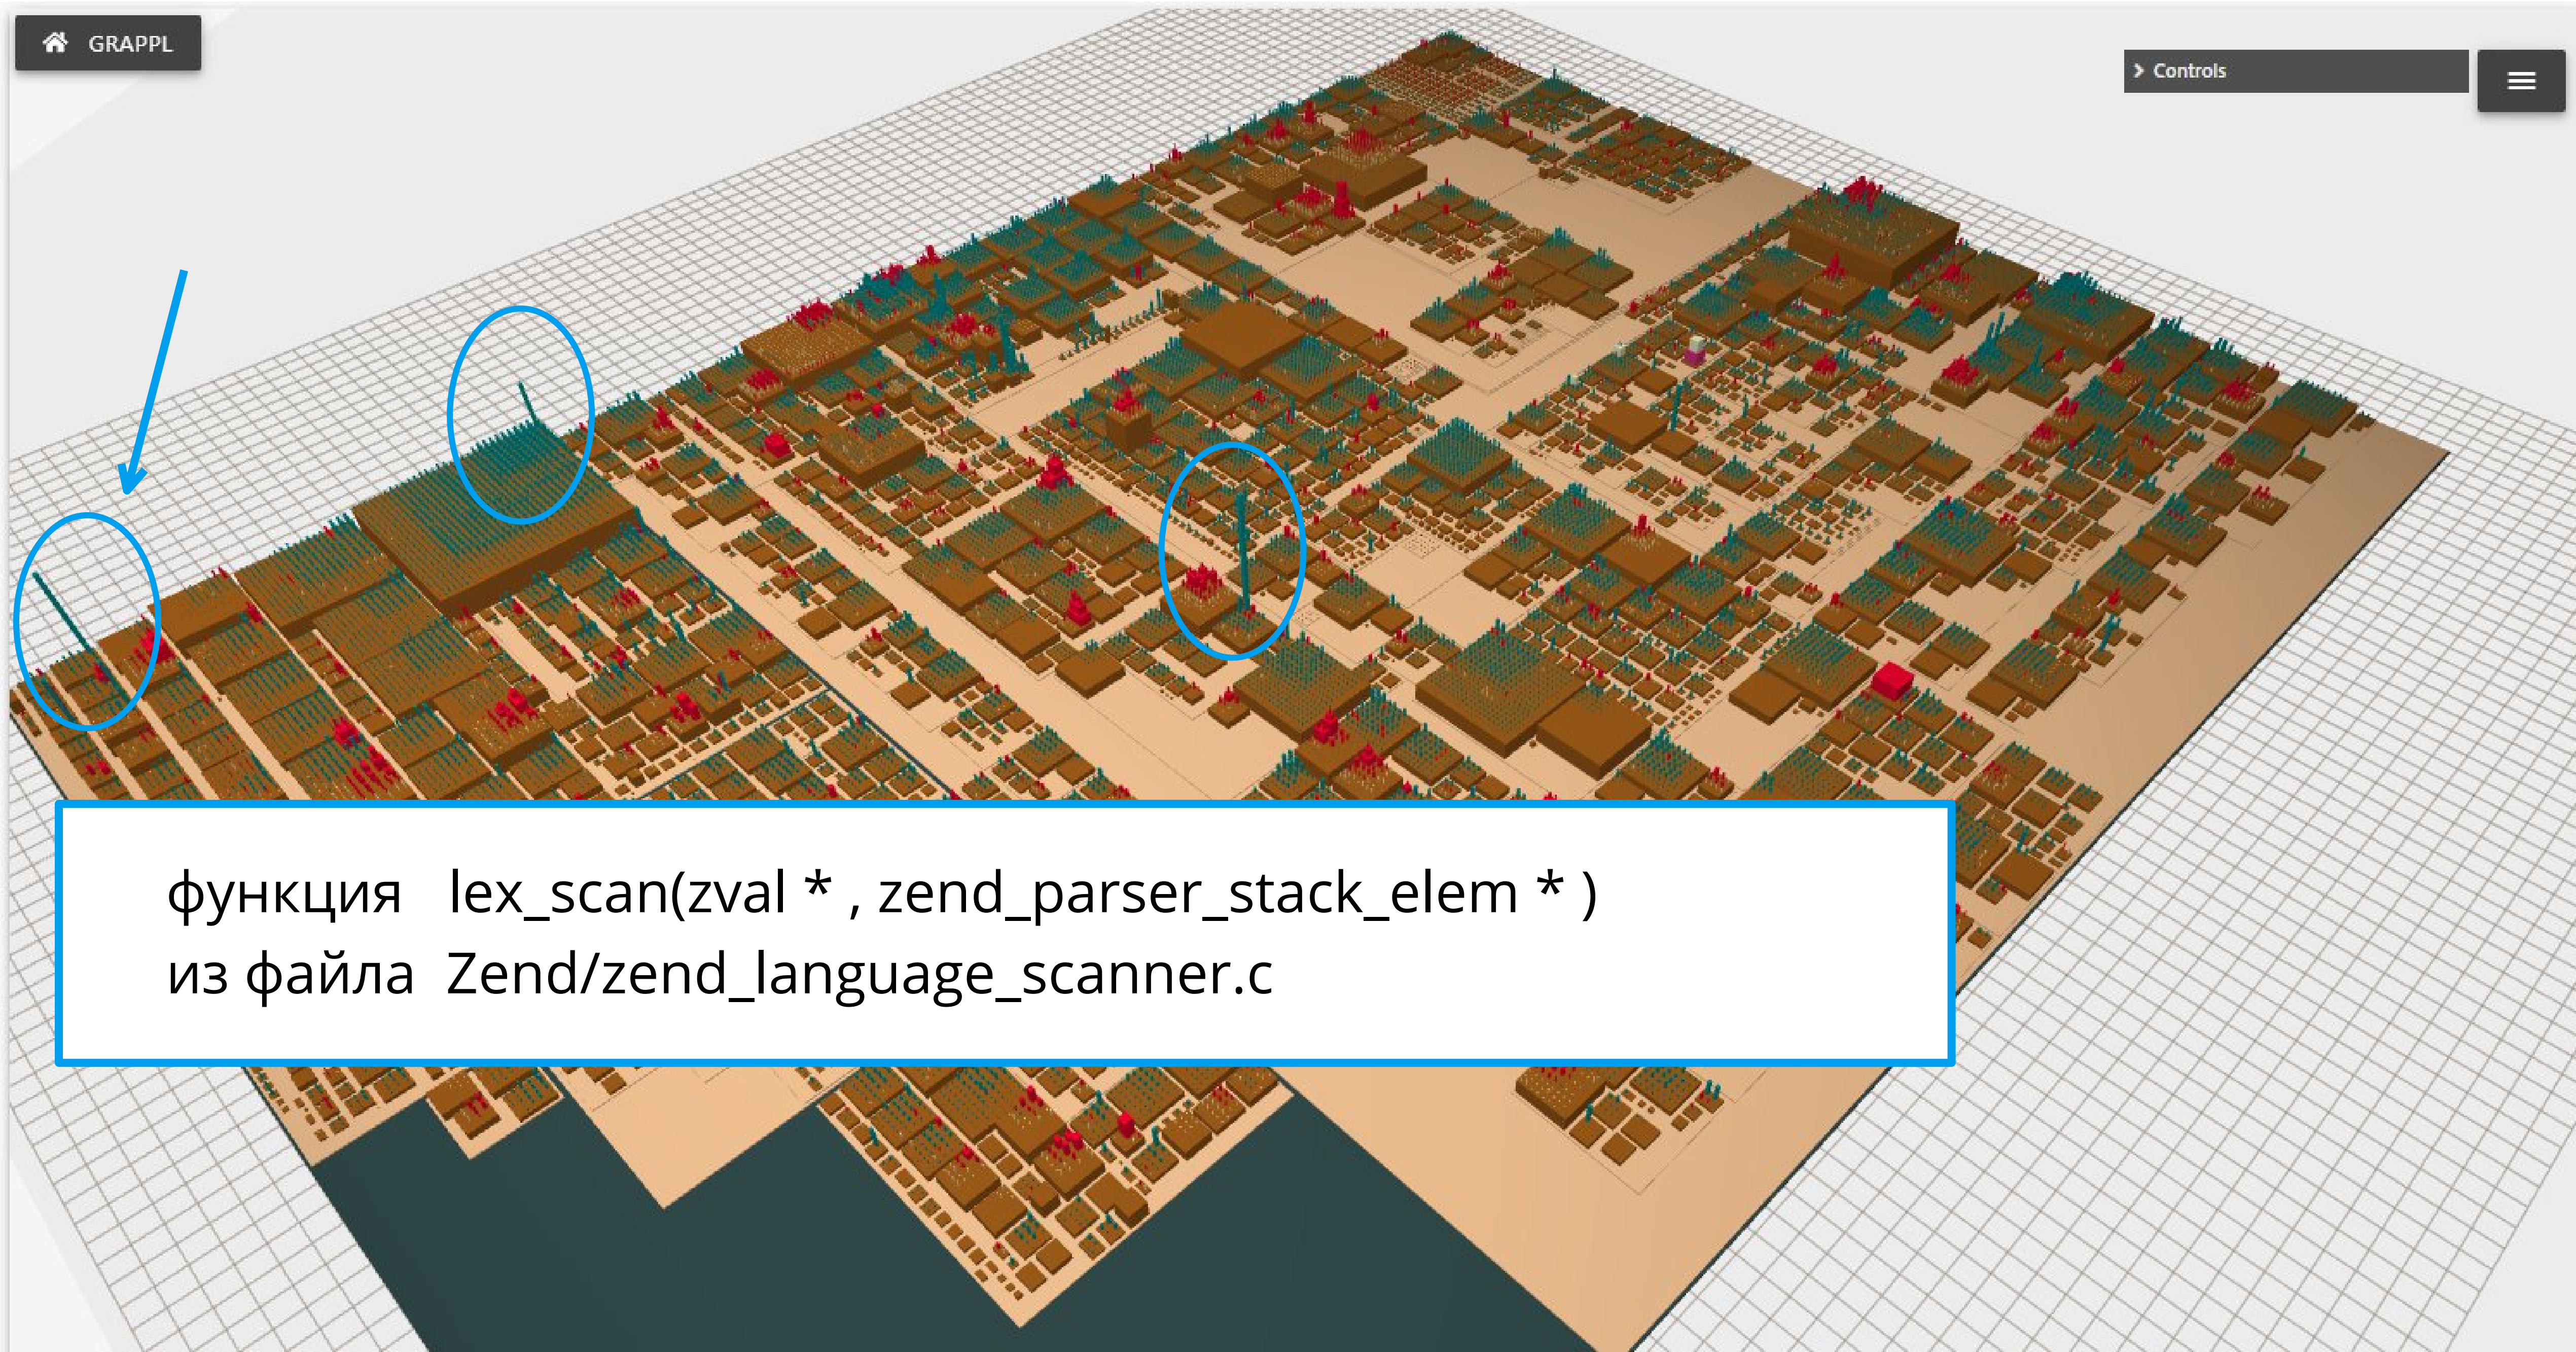 GRAPPL
Controls
функция lex_scan(zval * , zend_parser_stack_elem * )
из файла Zend/zend_language_scanner.c